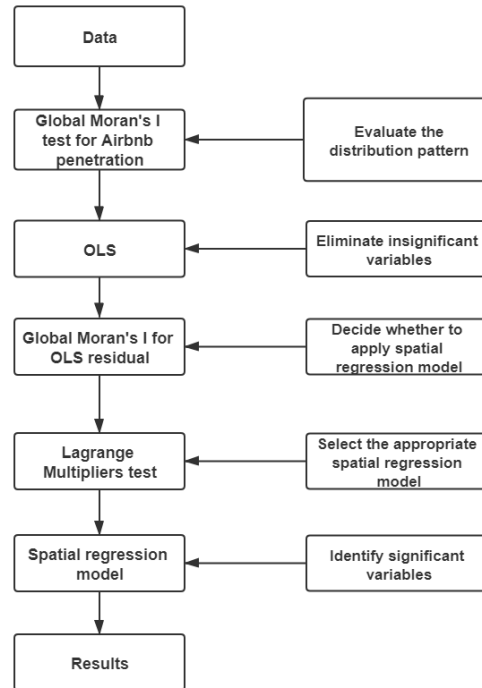 Data
Global Moran's I
test for Airbnb
penetration
Evaluate the
distribution pattern
OLS
Eliminate insignificant
variables
Global Moran's I for
OLS residual
Decide whether to
apply spatial
regression model
Lagrange
Multipliers test
Select the appropriate
spatial regression
model
Spatial regression
model
Identify significant
variables
Results